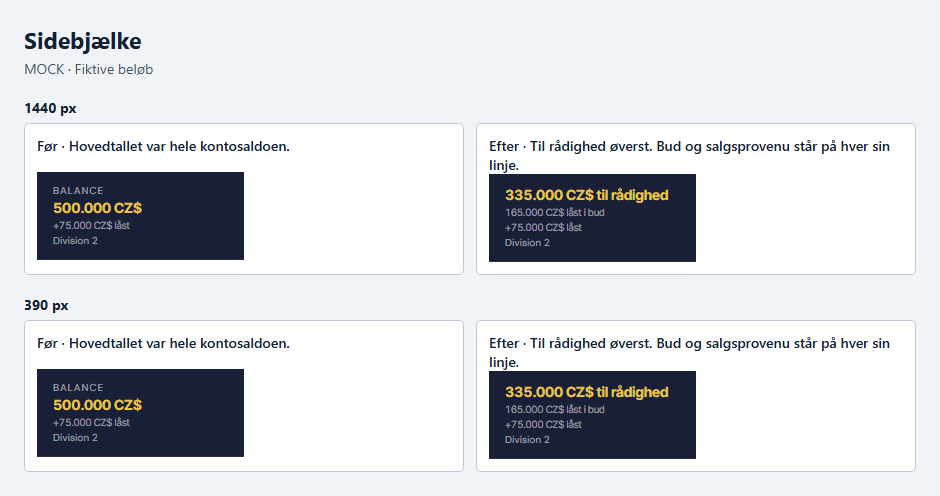 Sidebjælke
MOCK · Fiktive beløb
1440 px
Før · Hovedtallet var hele kontosaldoen.
BALANCE
500.000 CZ$
+75.000 CZ$ låst
Division 2
Efter · Til rådighed øverst. Bud og salgsprovenu står på hver sin
linje.
335.000 CZ$ til rådighed
165.000 CZ$ låst i bud
+75.000 CZ$ låst
Division 2
390 px
Før · Hovedtallet var hele kontosaldoen.
BALANCE
500.000 CZ$
+75.000 CZ$ låst
Division 2
Efter · Til rådighed øverst. Bud og salgsprovenu står på hver sin
linje.
335.000 CZ$ til rådighed
165.000 CZ$ låst i bud
+75.000 CZ$ låst
Division 2